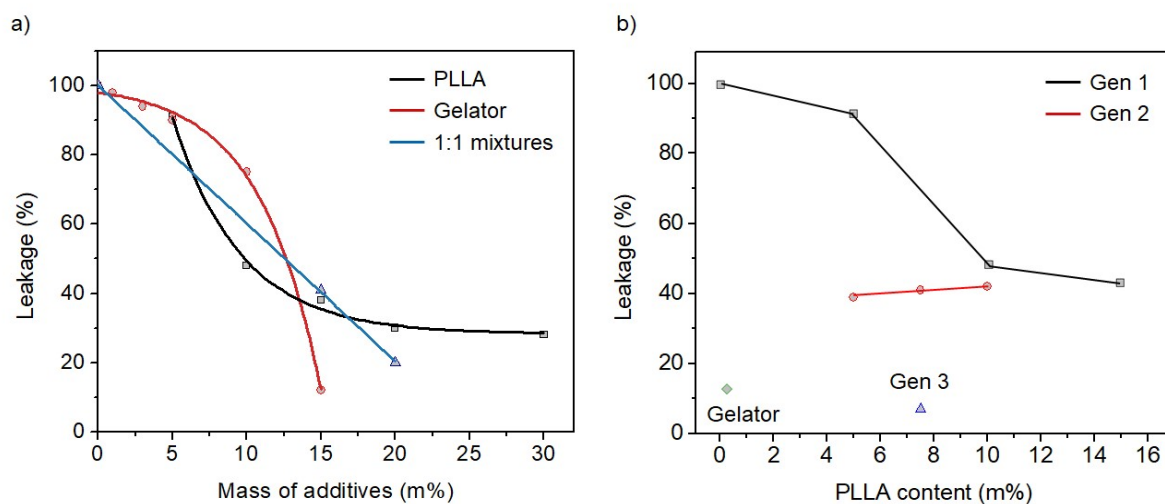 a)
Leakage (%)
100
80
60
40
20
0
PLLA
Gelator
1:1 mixtures
0 5 10 15 20 25 30
Mass of additives (m%)
b)
Leakage (%)
100
80
60
40
20
0
Gen 1
Gen 2
Gen 3
Gelator
0 2 4 6 8 10 12 14 16
PLLA content (m%)